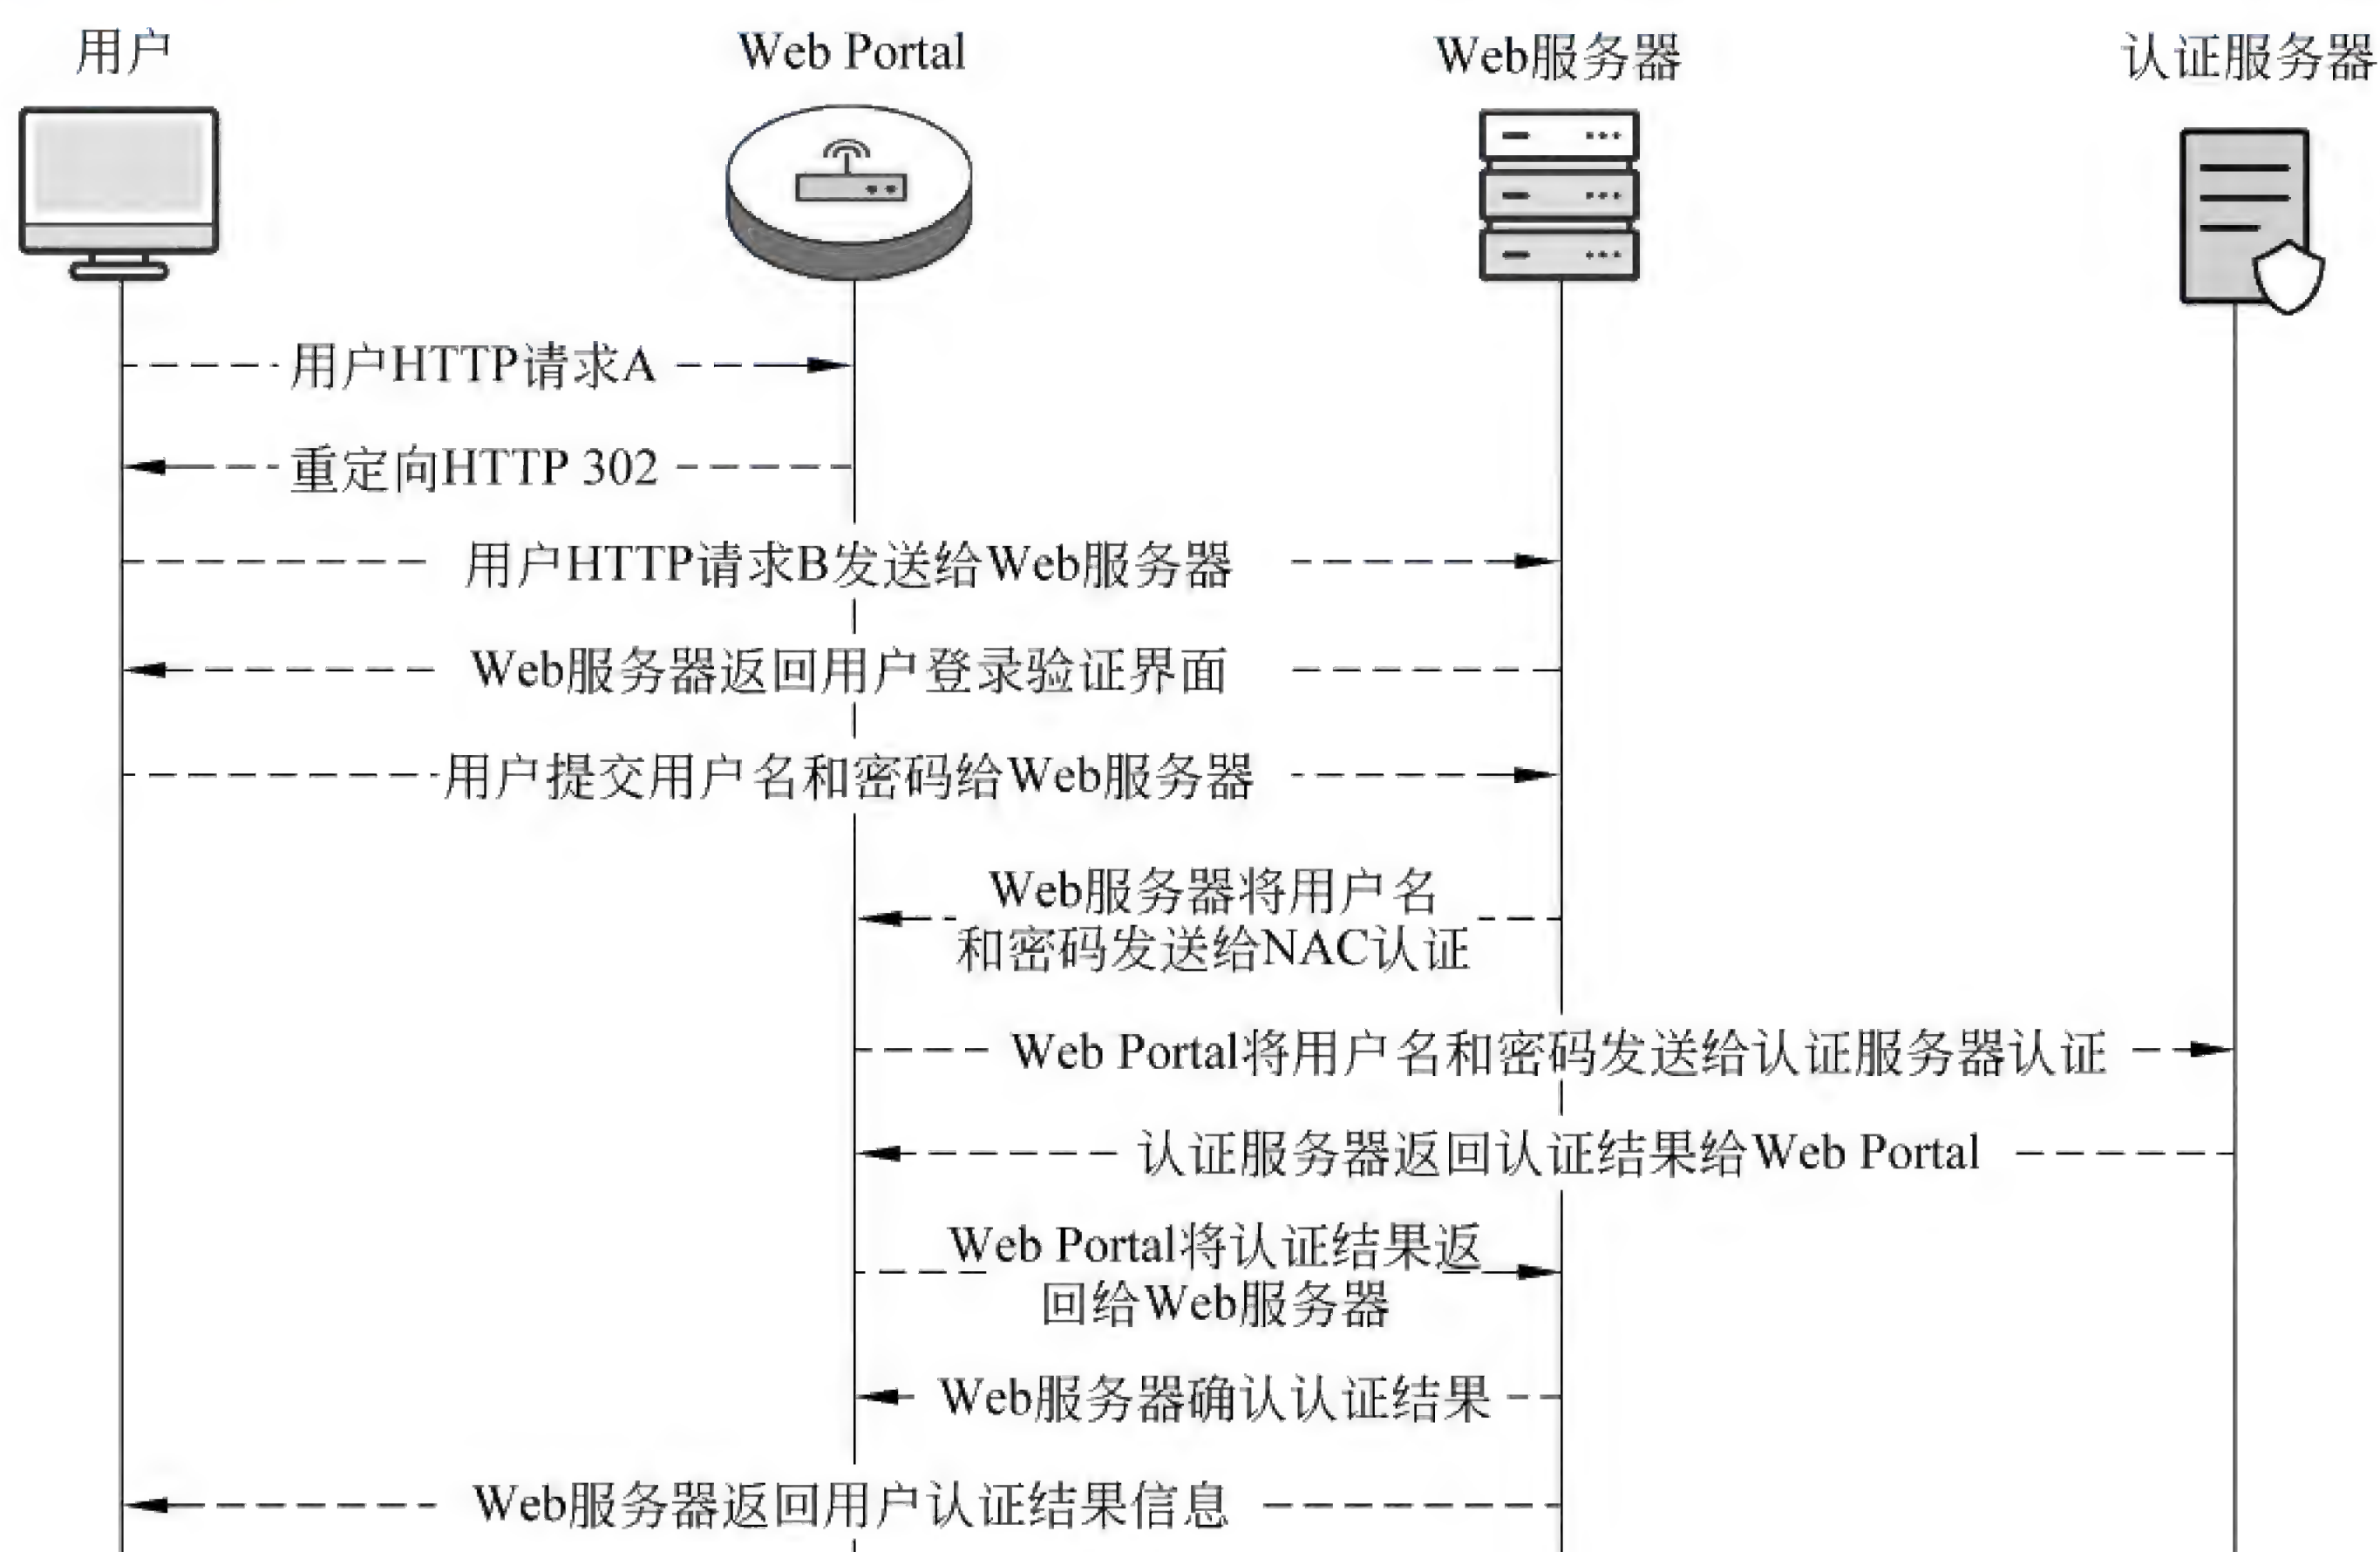 用户
Web Portal
Web服务器
认证服务器
用户HTTP请求A
重定向HTTP 302
用户HTTP请求B发送给Web服务器
Web服务器返回用户登录验证界面
用户提交用户名和密码给Web服务器
Web服务器将用户名
和密码发送给NAC认证
Web Portal将用户名和密码发送给认证服务器认证
认证服务器返回认证结果给Web Portal
Web Portal将认证结果返
回给Web服务器
Web服务器确认认证结果
Web服务器返回用户认证结果信息